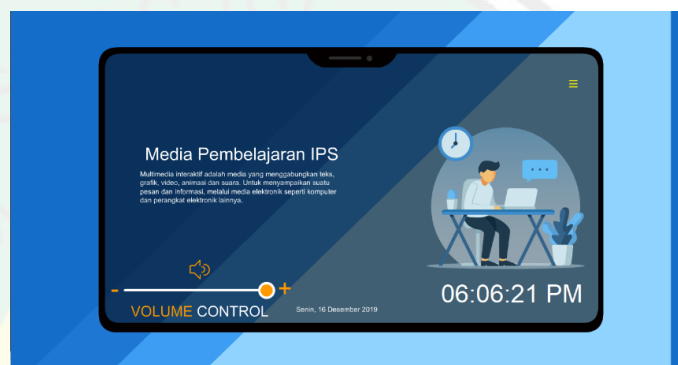 Media Pembelajaran IPS
Multimedia interaktif adalah media yang menggabungkan teks,
grafik, video, animasi dan suara. Untuk menyampaikan suatu
pesan dan informasi, melalui media elektronik seperti komputer
dan perangkat elektronik lainnya.
- +
VOLUME CONTROL
Senin, 16 Desember 2019
06:06:21 PM